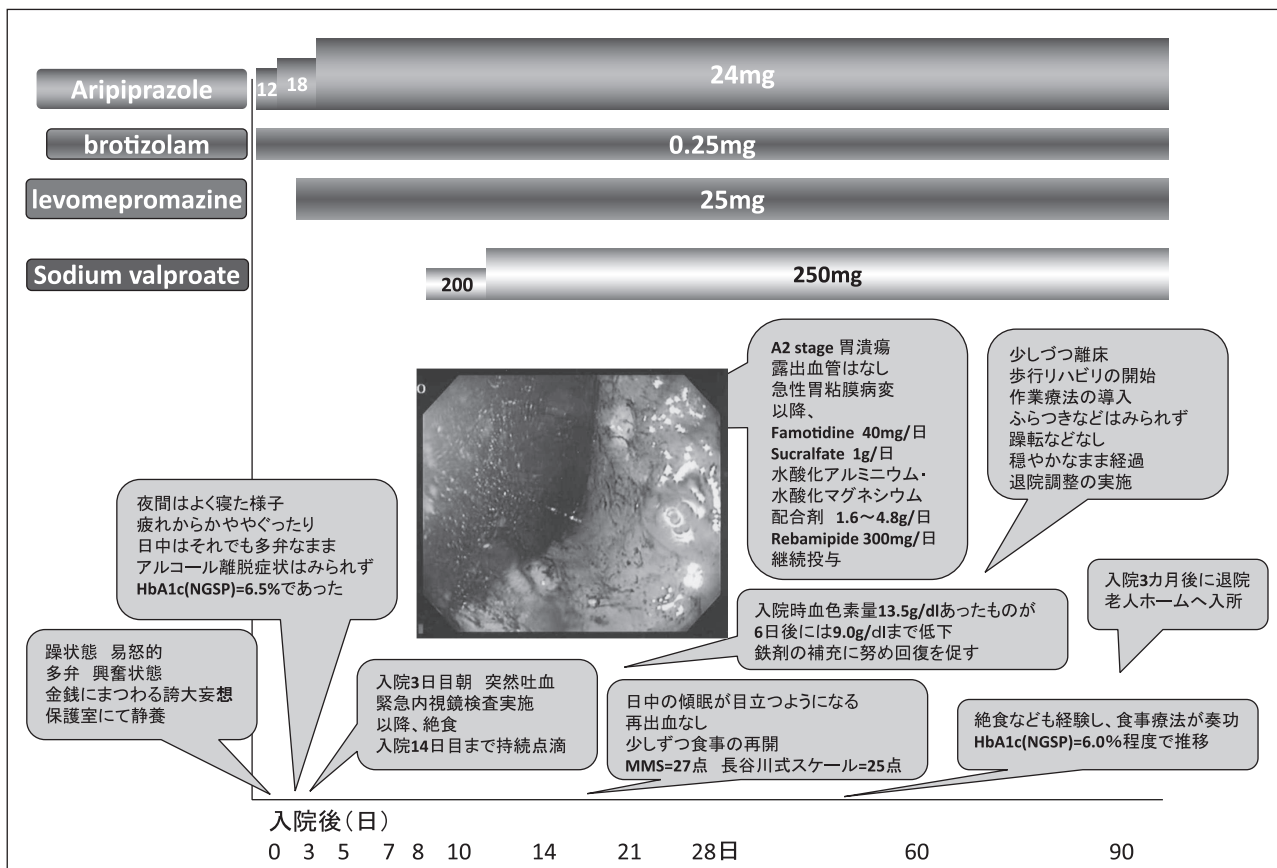 Aripiprazole
12
18
24mg
brotizolam
0.25mg
levomepromazine
25mg
Sodium valproate
200
250mg
A2 stage 胃潰瘍
露出血管はなし
急性胃粘膜病変
以降、
Famotidine 40mg/日
Sucralfate 1g/日
水酸化アルミニウム・
水酸化マグネシウム
配合剤 1.6～4.8g/日
Rebamipide 300mg/日
継続投与
少しづつ離床
歩行リハビリの開始
作業療法の導入
ふらつきなどはみられず
躁転などなし
穏やかなまま経過
退院調整の実施
夜間はよく寝た様子
疲れからかややぐったり
日中はそれでも多弁なまま
アルコール離脱症状はみられず
HbA1c(NGSP)=6.5%であった
入院3カ月後に退院
老人ホームへ入所
入院時血色素量13.5g/dlあったものが
6日後には9.0g/dlまで低下
鉄剤の補充に努め回復を促す
躁状態 易怒的
多弁 興奮状態
金銭にまつわる誇大妄想
保護室にて静養
入院3日目朝 突然吐血
緊急内視鏡検査実施
以降、絶食
入院14日目まで持続点滴
日中の傾眠が目立つようになる
再出血なし
少しずつ食事の再開
MMS=27点 長谷川式スケール=25点
絶食なども経験し、食事療法が奏功
HbA1c(NGSP)=6.0%程度で推移
入院後(日)
0 3 5 7 8 10 14 21 28日 60 90